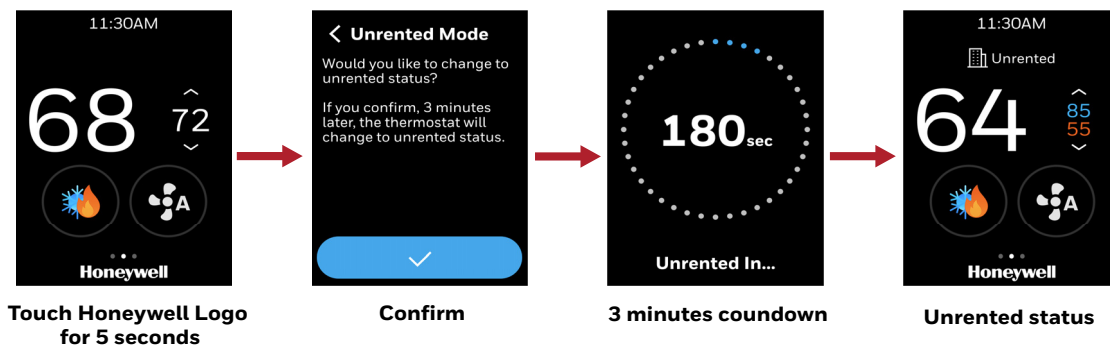 11:30AM
68
72
A
Honeywell
Touch Honeywell Logo
for 5 seconds
Unrented Mode
Would you like to change to
unrented status?
If you confirm, 3 minutes
later, the thermostat will
change to unrented status.
Confirm
180sec
Unrented In...
3 minutes coundown
11:30AM
Unrented
64
85
55
A
Honeywell
Unrented status